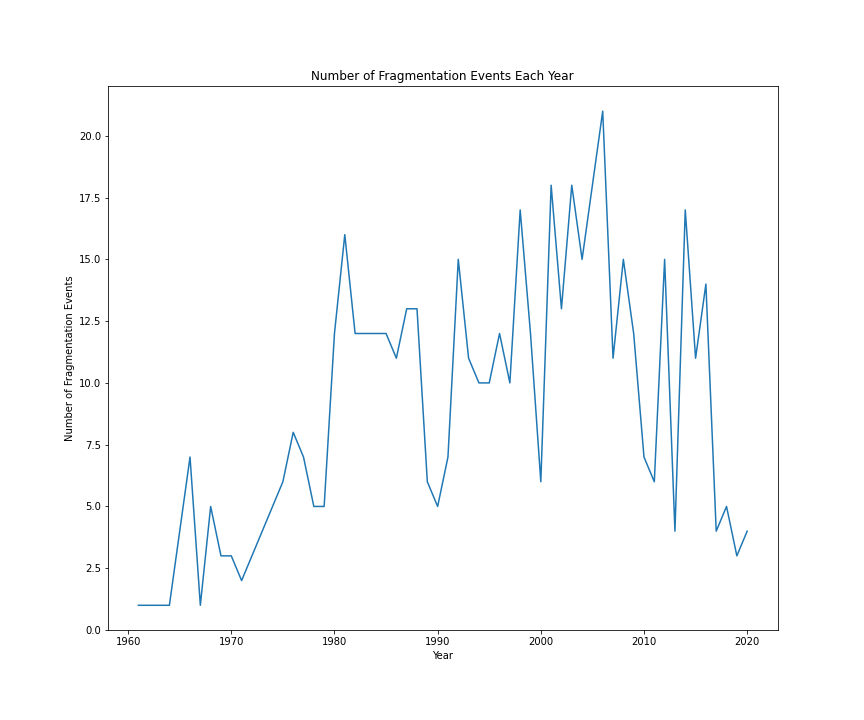 Number of Fragmentation Events Each Year
Number of Fragmentation Events
20.0
17.5
15.0
12.5
10.0
7.5
5.0
2.5
0.0
1960 1970 1980 1990 2000 2010 2020
Year